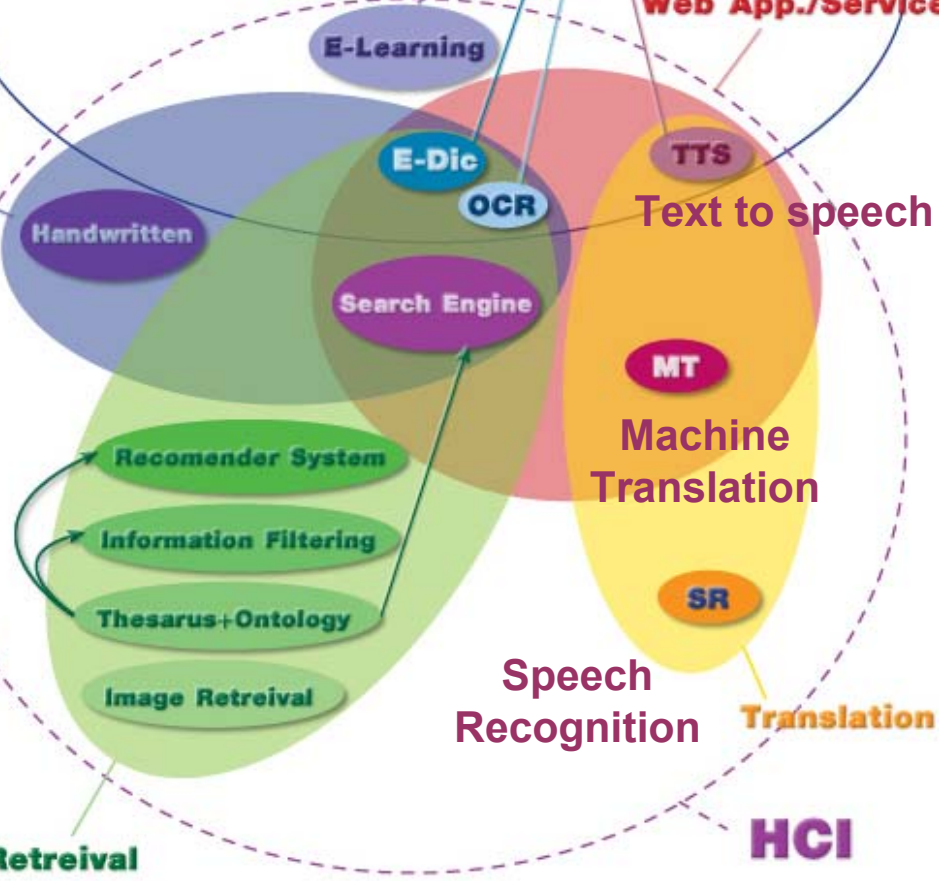 Web App./Service
E-Learning
E-Dic
TTS
OCR
Text to speech
Handwritten
Search Engine
MT
Machine
Translation
Recomender System
Information Filtering
SR
Thesarus+Ontology
Speech
Recognition
Image Retreival
Translation
HCI
Retreival